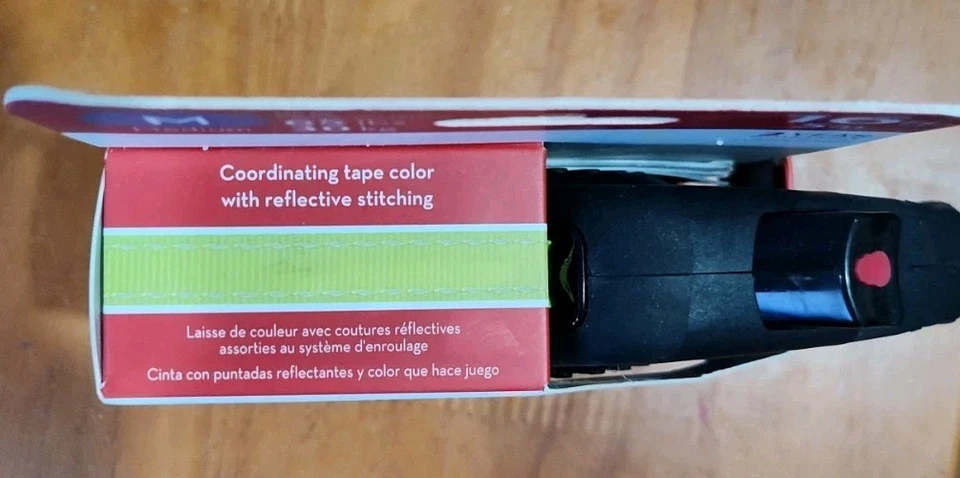 M
Coordinating tape color
with reflective stitching
Laisse de couleur avec coutures réflectives
assorties au système d'enroulage
Cinta con puntadas reflectantes y color que hace juego